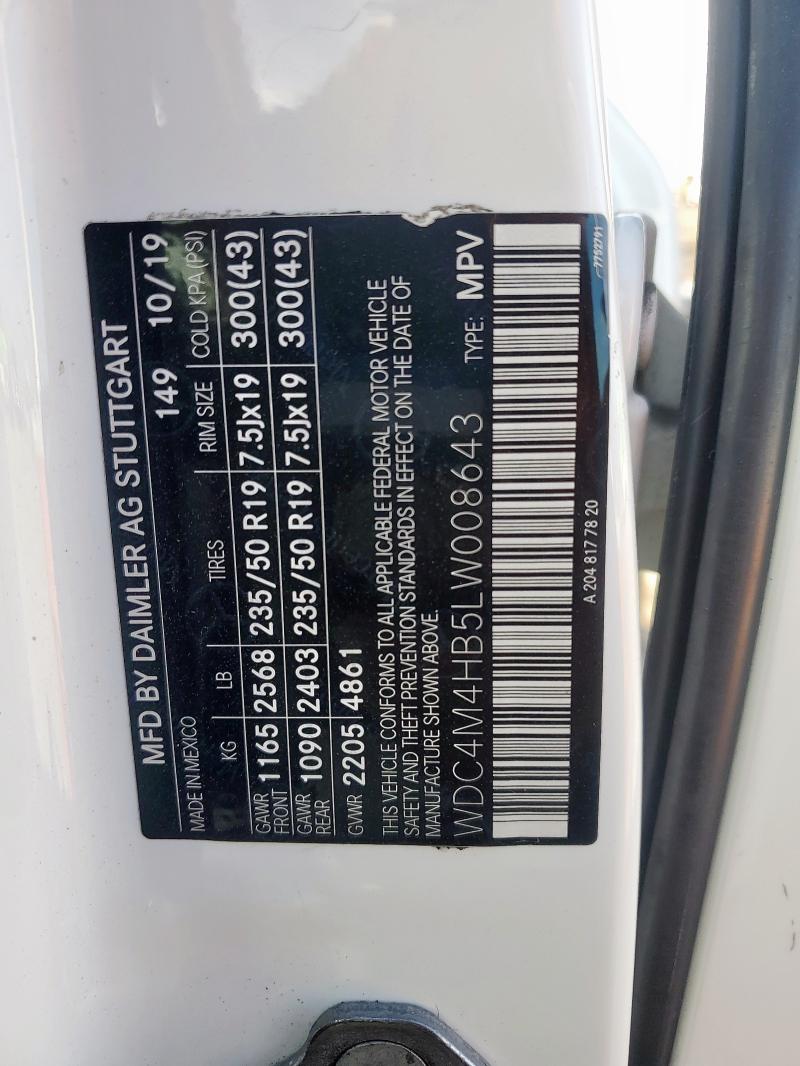 MFD BY DAIMLER AG STUTTGART
149 10/19
MADE IN MEXICO
KG LB TIRES RIM SIZE COLD KPA (PSI)
GAWR FRONT 1165 2568 235/50 R19 7.5Jx19 300(43)
GAWR REAR 1090 2403 235/50 R19 7.5Jx19 300(43)
GVWR 2205 4861
THIS VEHICLE CONFORMS TO ALL APPLICABLE FEDERAL MOTOR VEHICLE
SAFETY AND THEFT PREVENTION STANDARDS IN EFFECT ON THE DATE OF
MANUFACTURE SHOWN ABOVE.
WDC4M4HB5LW008643 TYPE: MPV
A 204 817 78 20
7752791